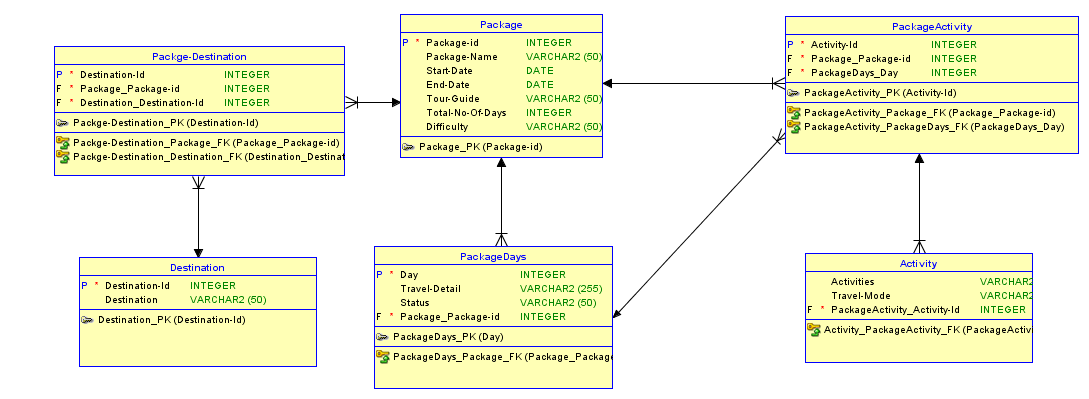 Packge-Destination
P * Destination-Id INTEGER
F * Package_Package-id INTEGER
F * Destination_Destination-Id INTEGER
Packge-Destination_PK (Destination-Id)
Packge-Destination_Package_FK (Package_Package-id)
Packge-Destination_Destination_FK (Destination_Destinat
Package
P * Package-id INTEGER
Package-Name VARCHAR2 (50)
Start-Date DATE
End-Date DATE
Tour-Guide VARCHAR2 (50)
Total-No-Of-Days INTEGER
Difficulty VARCHAR2 (50)
Package_PK (Package-id)
PackageActivity
P * Activity-Id INTEGER
F * Package_Package-id INTEGER
F * PackageDays_Day INTEGER
PackageActivity_PK (Activity-Id)
PackageActivity_Package_FK (Package_Package-id)
PackageActivity_PackageDays_FK (PackageDays_Day)
Destination
P * Destination-Id INTEGER
Destination VARCHAR2 (50)
Destination_PK (Destination-Id)
PackageDays
P * Day INTEGER
Travel-Detail VARCHAR2 (255)
Status VARCHAR2 (50)
F * Package_Package-id INTEGER
PackageDays_PK (Day)
PackageDays_Package_FK (Package_Package
Activity
Activities VARCHAR2
Travel-Mode VARCHAR2
F * PackageActivity_Activity-Id INTEGER
Activity_PackageActivity_FK (PackageActiv